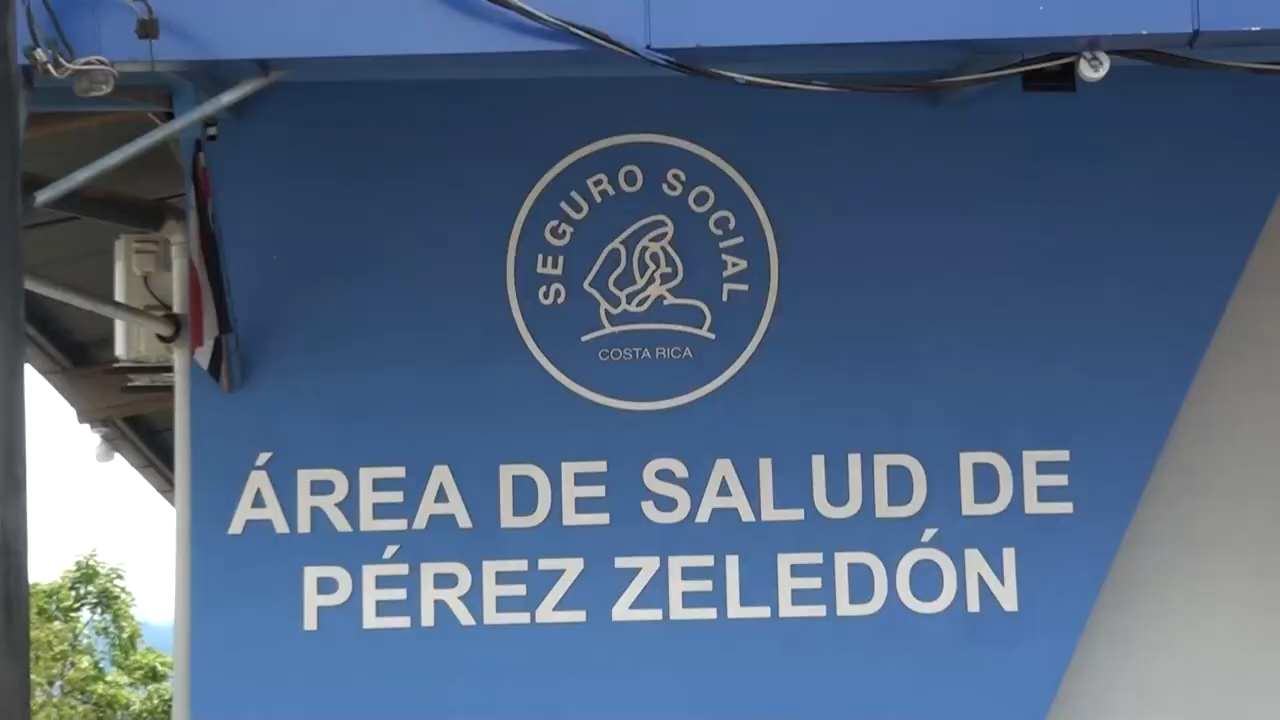 SEGURO SOCIAL
COSTA RICA
ÁREA DE SALUD DE
PÉREZ ZELEDÓN